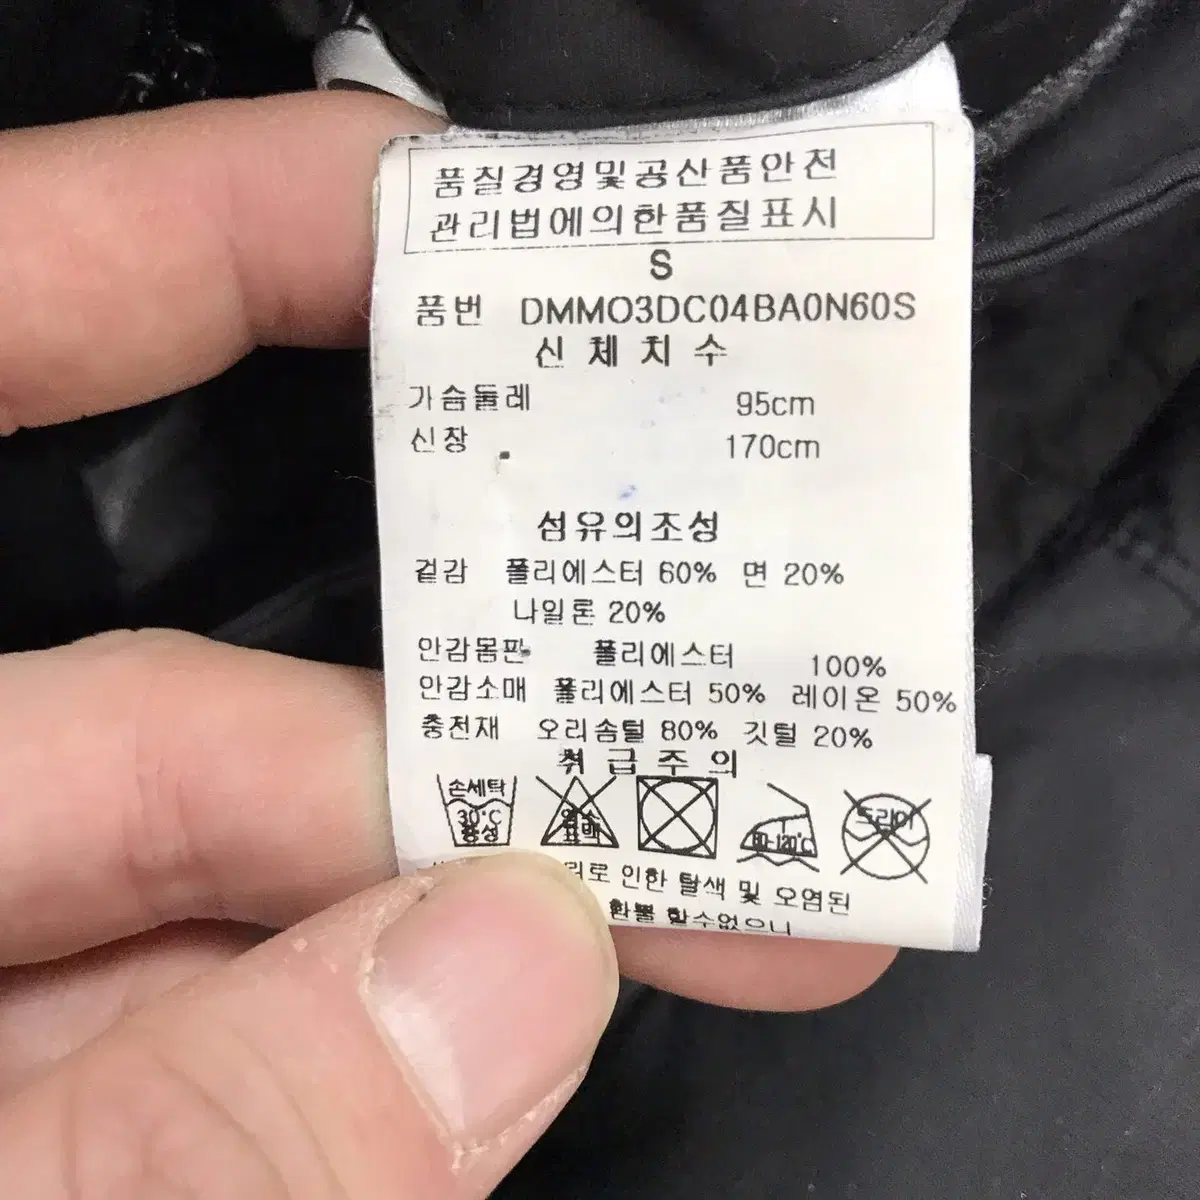 품질경영및공산품안전
관리법에의한품질표시
S
품번 DMMO3DC04BA0N60S
신체치수
가슴둘레 95cm
신장 170cm
섬유의조성
겉감 폴리에스터 60% 면 20%
나일론 20%
안감몸판 폴리에스터 100%
안감소매 폴리에스터 50% 레이온 50%
충전재 오리솜털 80% 깃털 20%
취급주의
손세탁 30°C 중성 염소 표백 80-120°C 드라이
인한 탈색 및 오염된
환불 할수없으니